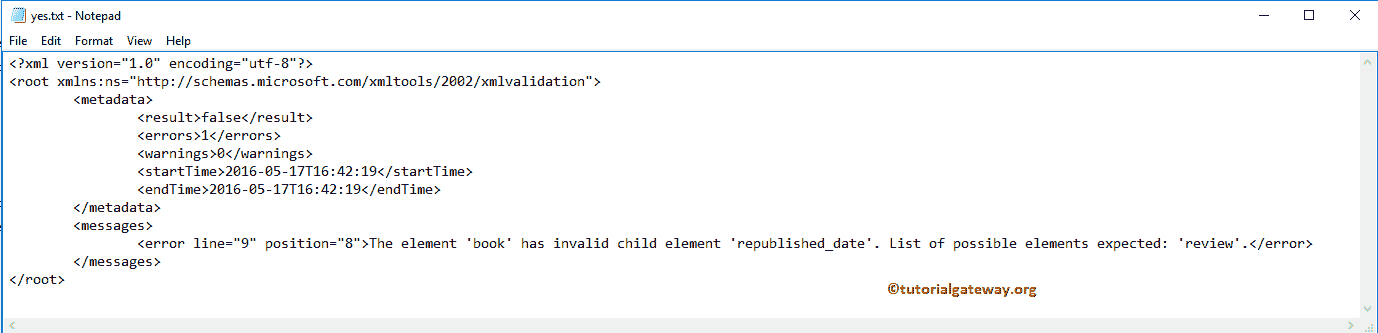 yes.txt - Notepad
File Edit Format View Help
<?xml version="1.0" encoding="utf-8"?>
<root xmlns:ns="http://schemas.microsoft.com/xmltools/2002/xmlvalidation">
<metadata>
<result>false</result>
<errors>1</errors>
<warnings>0</warnings>
<startTime>2016-05-17T16:42:19</startTime>
<endTime>2016-05-17T16:42:19</endTime>
</metadata>
<messages>
<error line="9" position="8">The element 'book' has invalid child element 'republished_date'. List of possible elements expected: 'review'.</error>
</messages>
</root>
©tutorialgateway.org